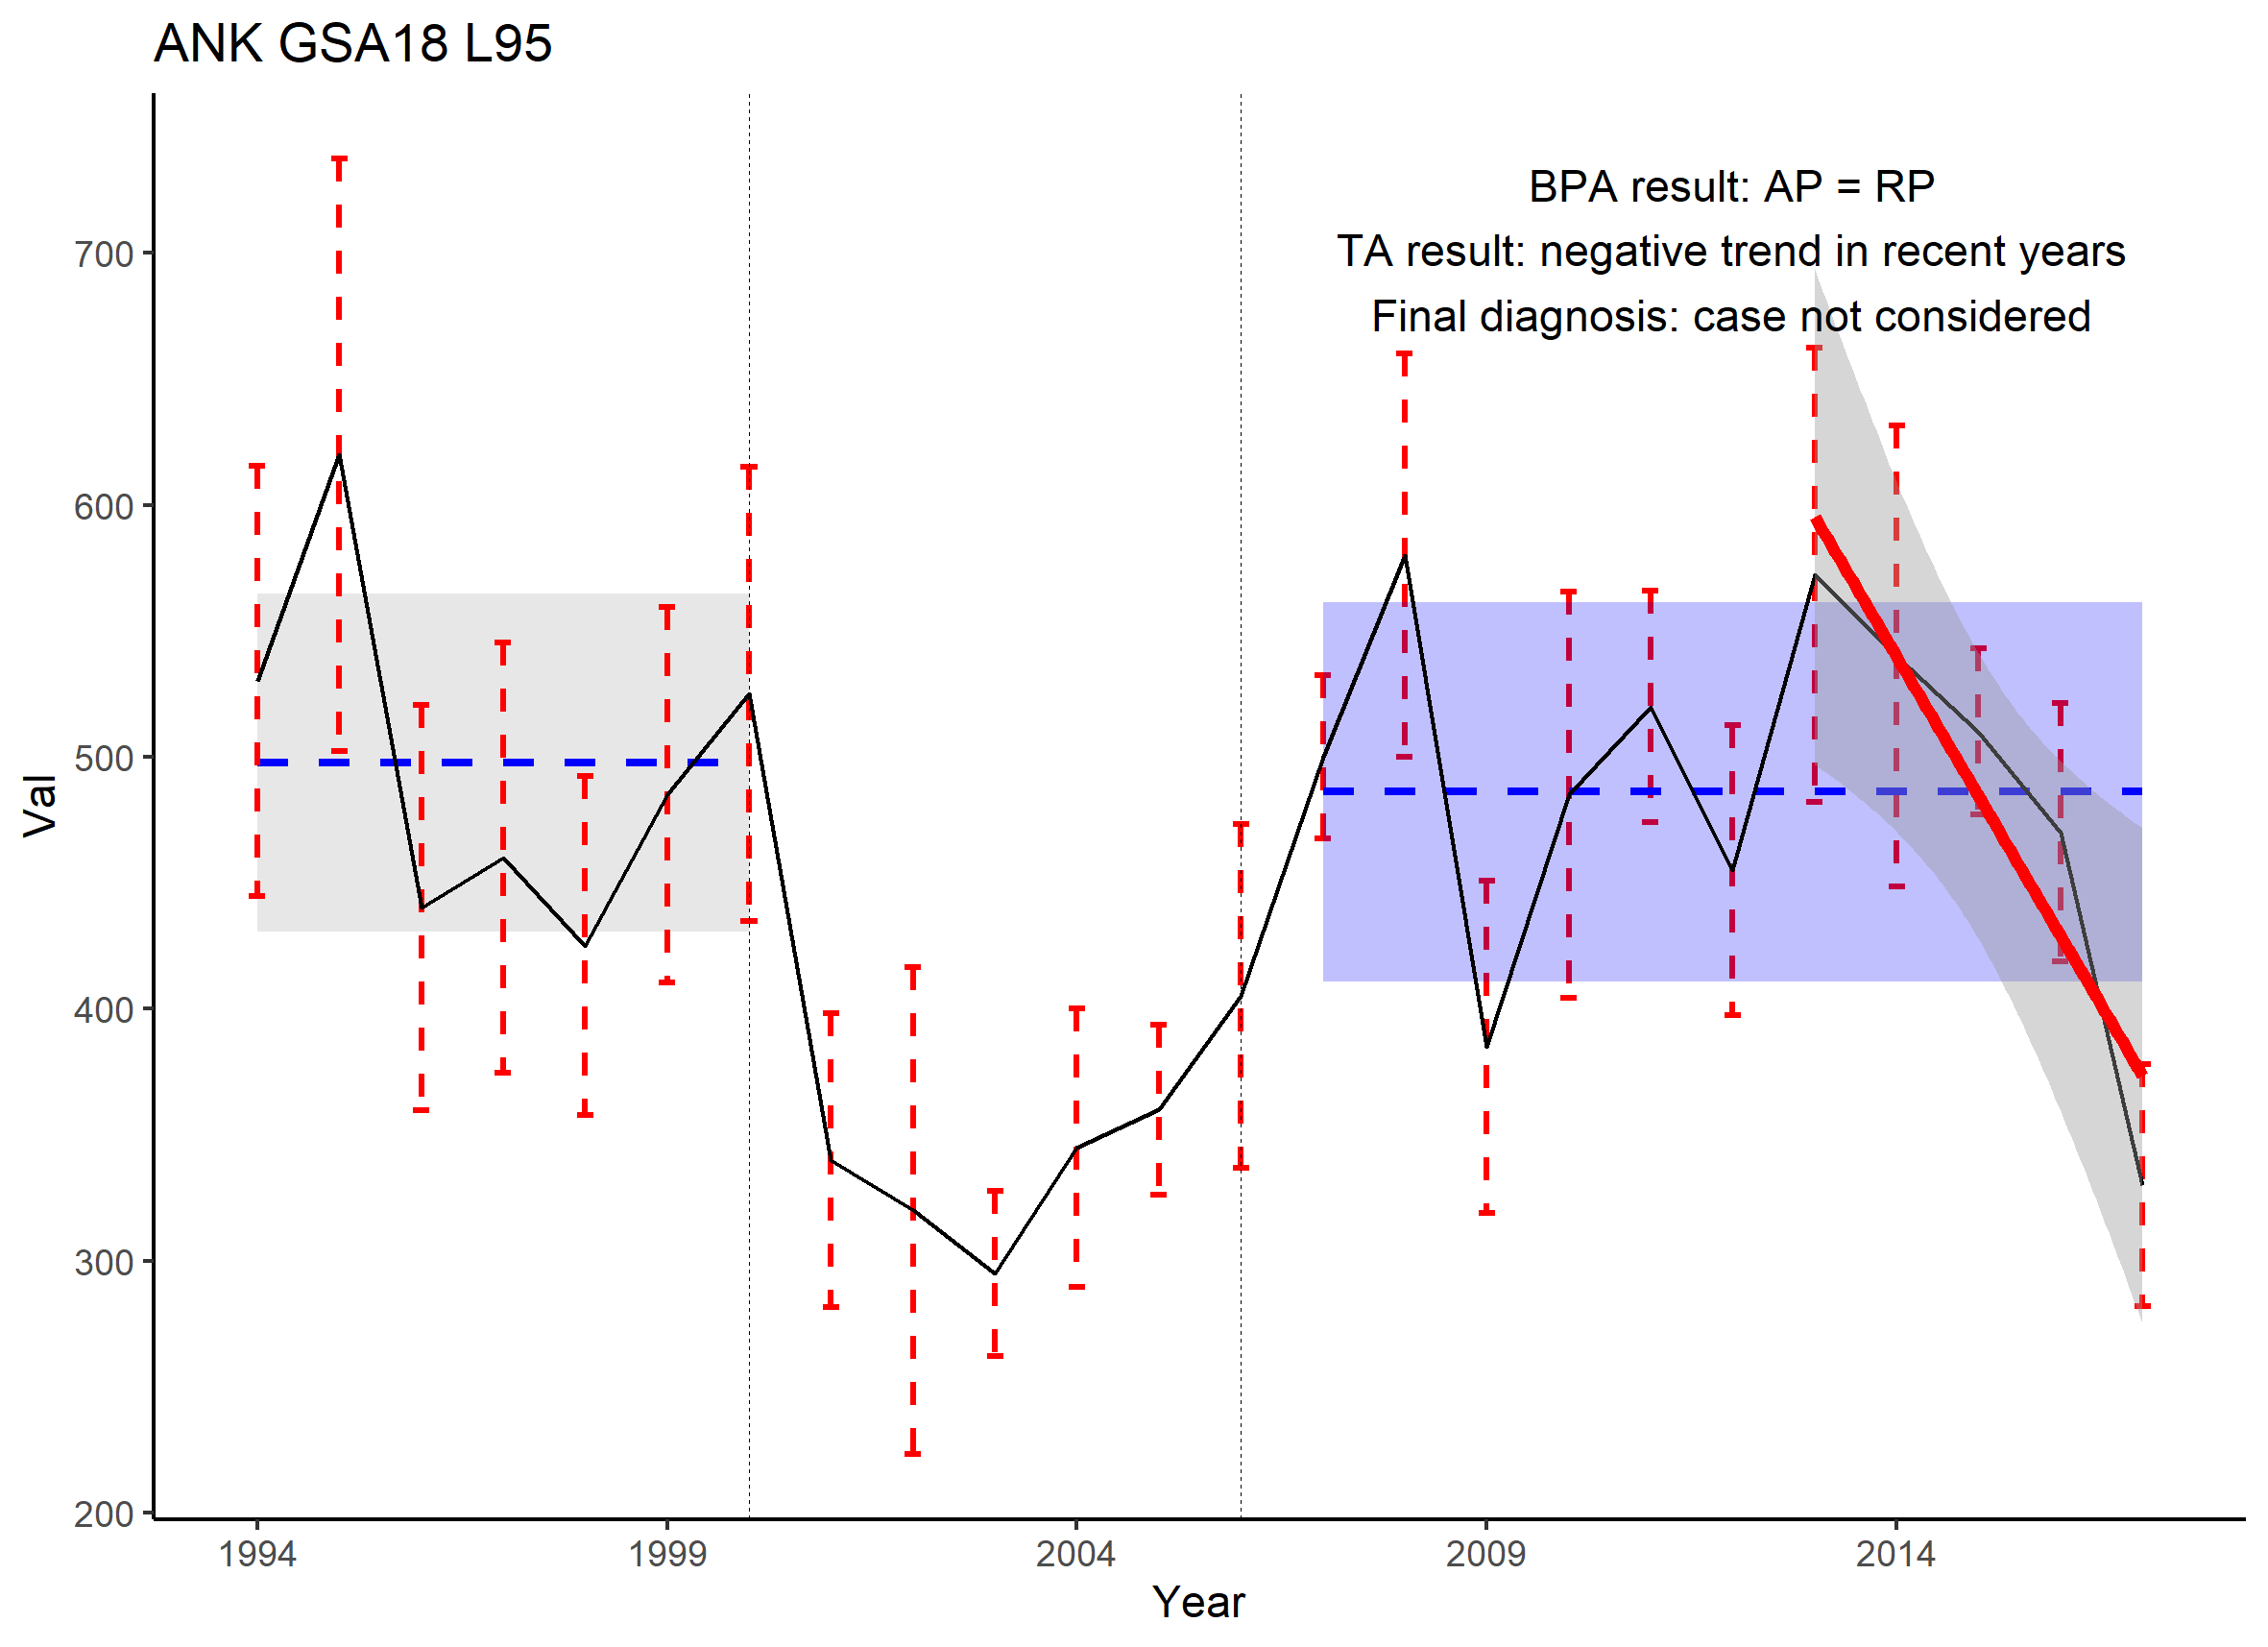 ANK GSA18 L95
BPA result: AP = RP
TA result: negative trend in recent years
Final diagnosis: case not considered
Val
700
600
500
400
300
200
1994
1999
2004
2009
2014
Year